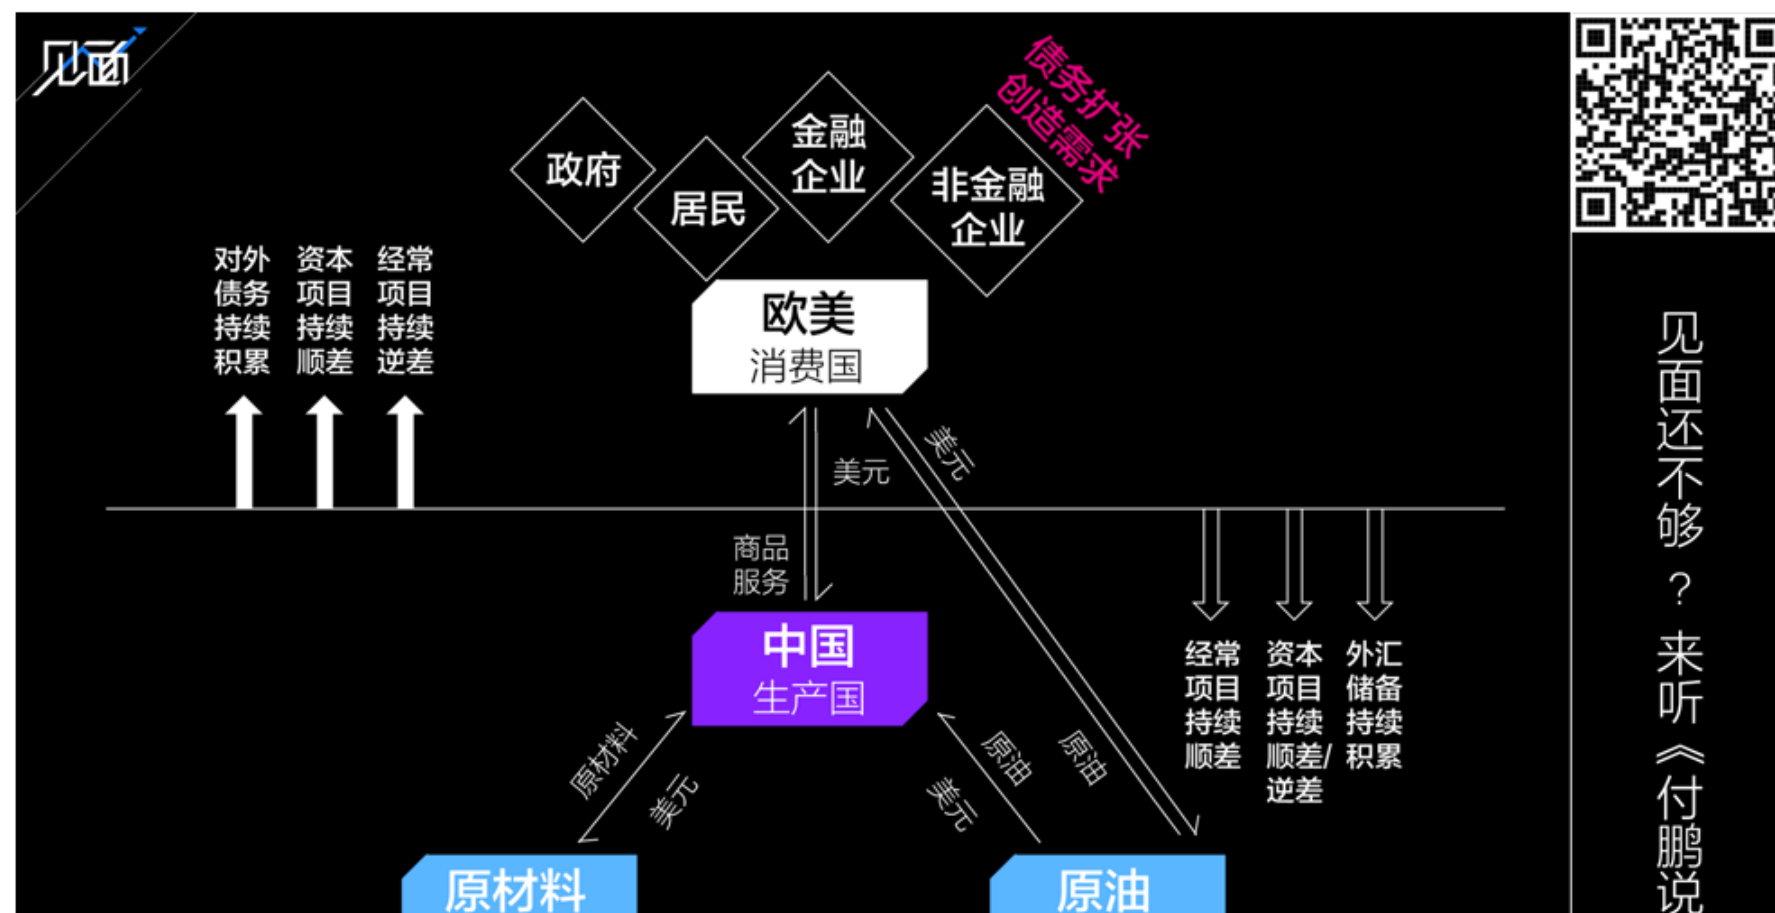 见面
债务扩张
创造需求
政府
居民
金融
企业
非金融
企业
对外
债务
持续
积累
资本
项目
持续
顺差
经常
项目
持续
逆差
欧美
消费国
美元
美元
商品
服务
中国
生产国
原材料
美元
原油
美元
原油
经常
项目
持续
顺差
资本
项目
持续
顺差/
逆差
外汇
储备
持续
积累
原材料
原油
见面还不够？来听《付鹏说